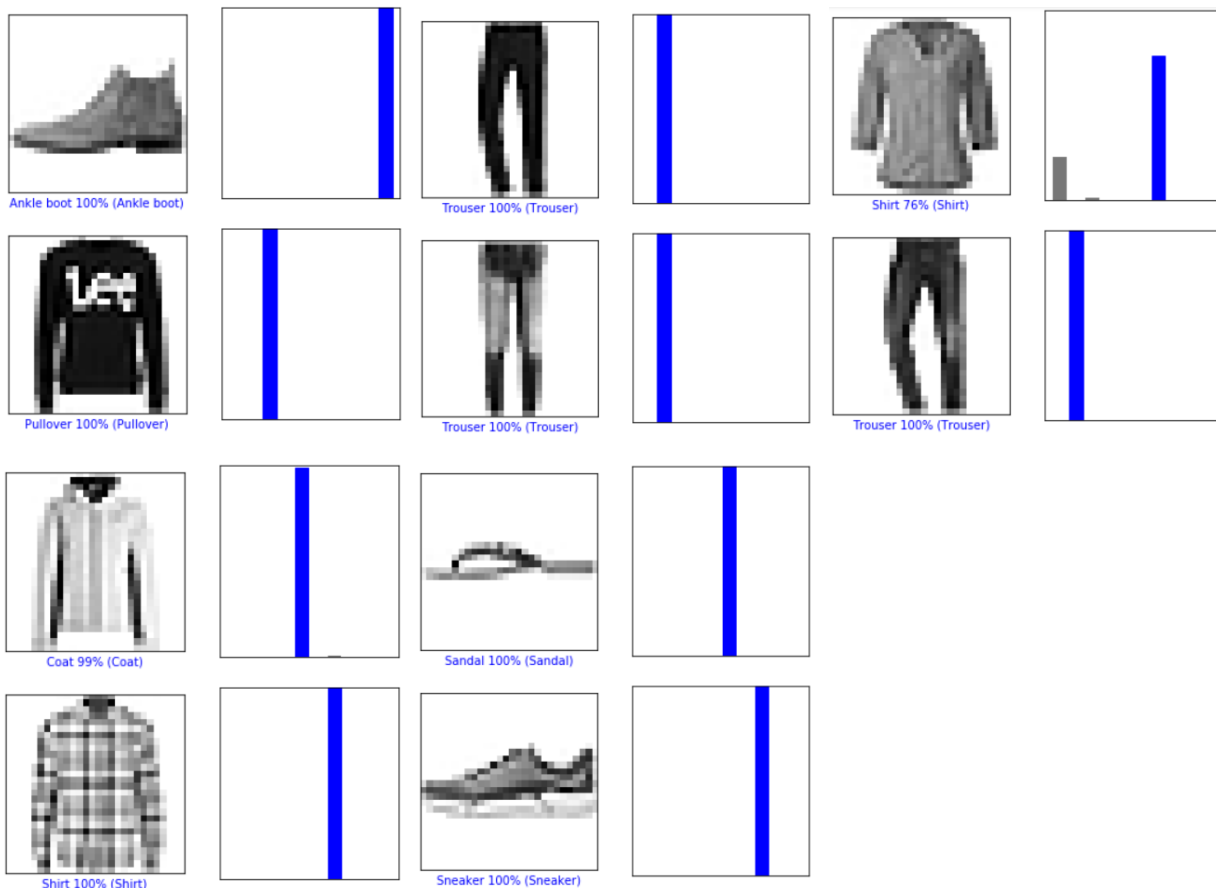 Ankle boot 100% (Ankle boot)
Trouser 100% (Trouser)
Shirt 76% (Shirt)
Lee
Pullover 100% (Pullover)
Trouser 100% (Trouser)
Trouser 100% (Trouser)
Coat 99% (Coat)
Sandal 100% (Sandal)
Shirt 100% (Shirt)
Sneaker 100% (Sneaker)